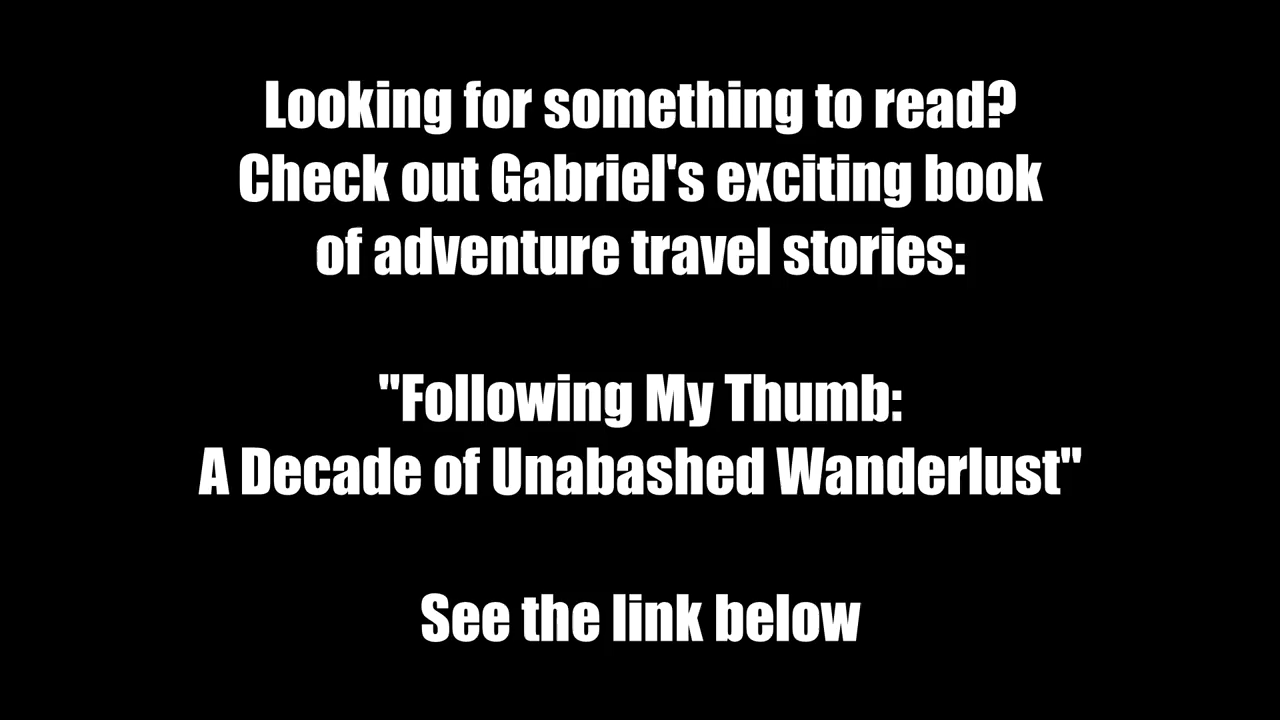 Looking for something to read?
Check out Gabriel's exciting book
of adventure travel stories:
"Following My Thumb:
A Decade of Unabashed Wanderlust"
See the link below